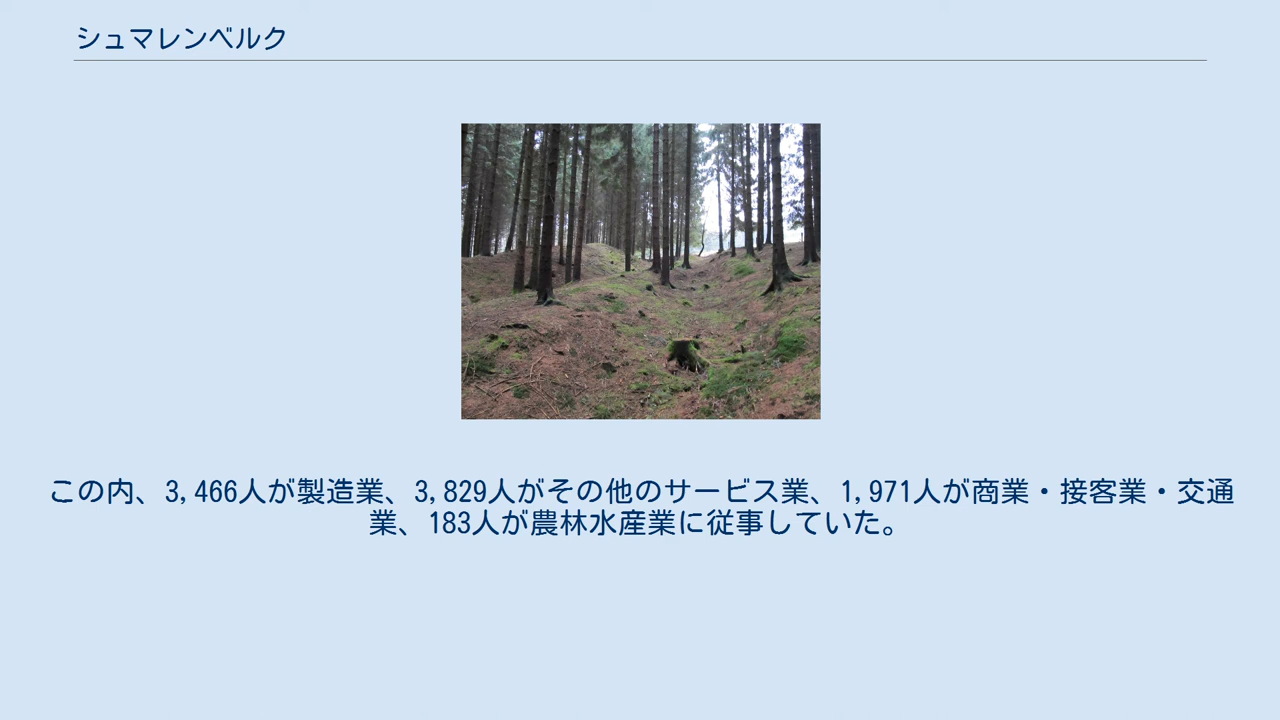 シュマレンベルク
この内、3,466人が製造業、3,829人がその他のサービス業、1,971人が商業・接客業・交通
業、183人が農林水産業に従事していた。